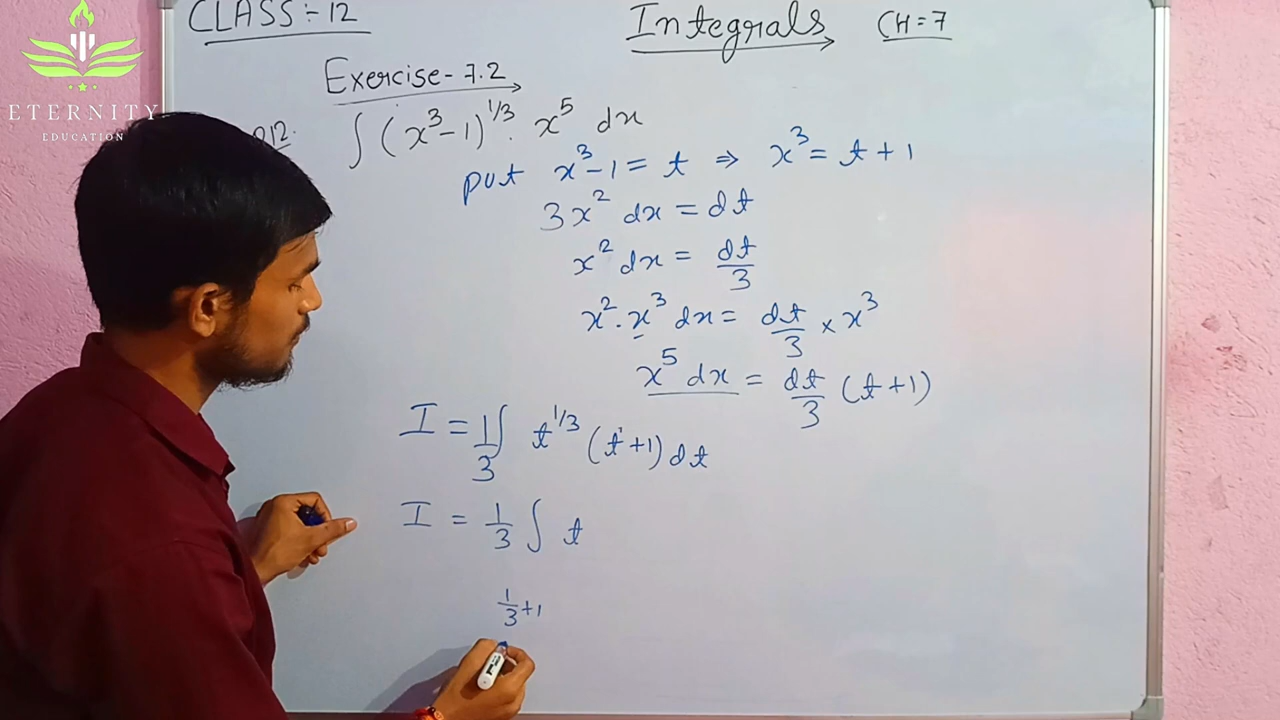 CLASS :- 12
Integrals CH = 7
ETERNITY
EDUCATION
Exercise - 7.2
∫ (x³-1)^1/3 . x⁵ dx
put x³-1 = t ⇒ x³ = t + 1
3x² dx = dt
x² dx = dt/3
x² . x³ dx = dt/3 × x³
x⁵ dx = dt/3 (t+1)
I = 1/3 ∫ t^1/3 (t¹+1) dt
I = 1/3 ∫ t
1/3 + 1